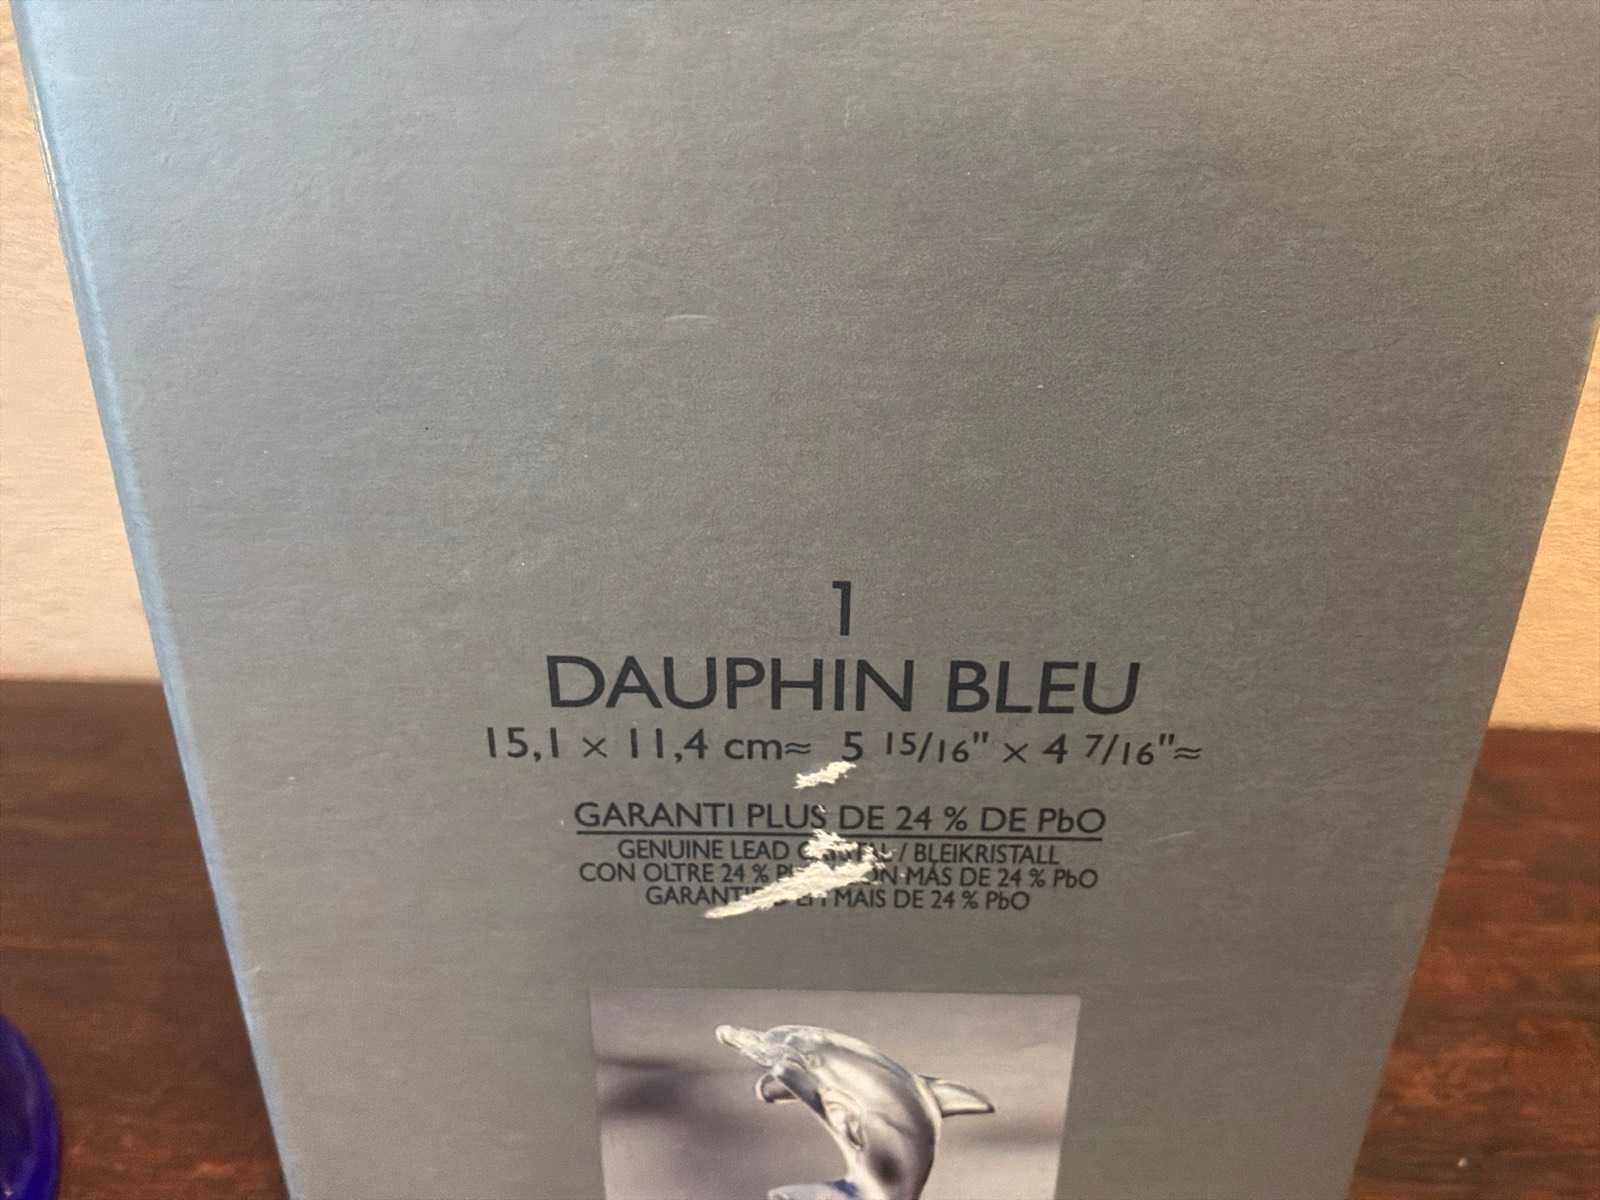 1
DAUPHIN BLEU
15,1 × 11,4 cm≈ 5 15/16" × 4 7/16"≈
GARANTI PLUS DE 24 % DE PbO
GENUINE LEAD / BLEIKRISTALL
CON OLTRE 24 % MÁS DE 24 % PbO
MAIS DE 24 % PbO